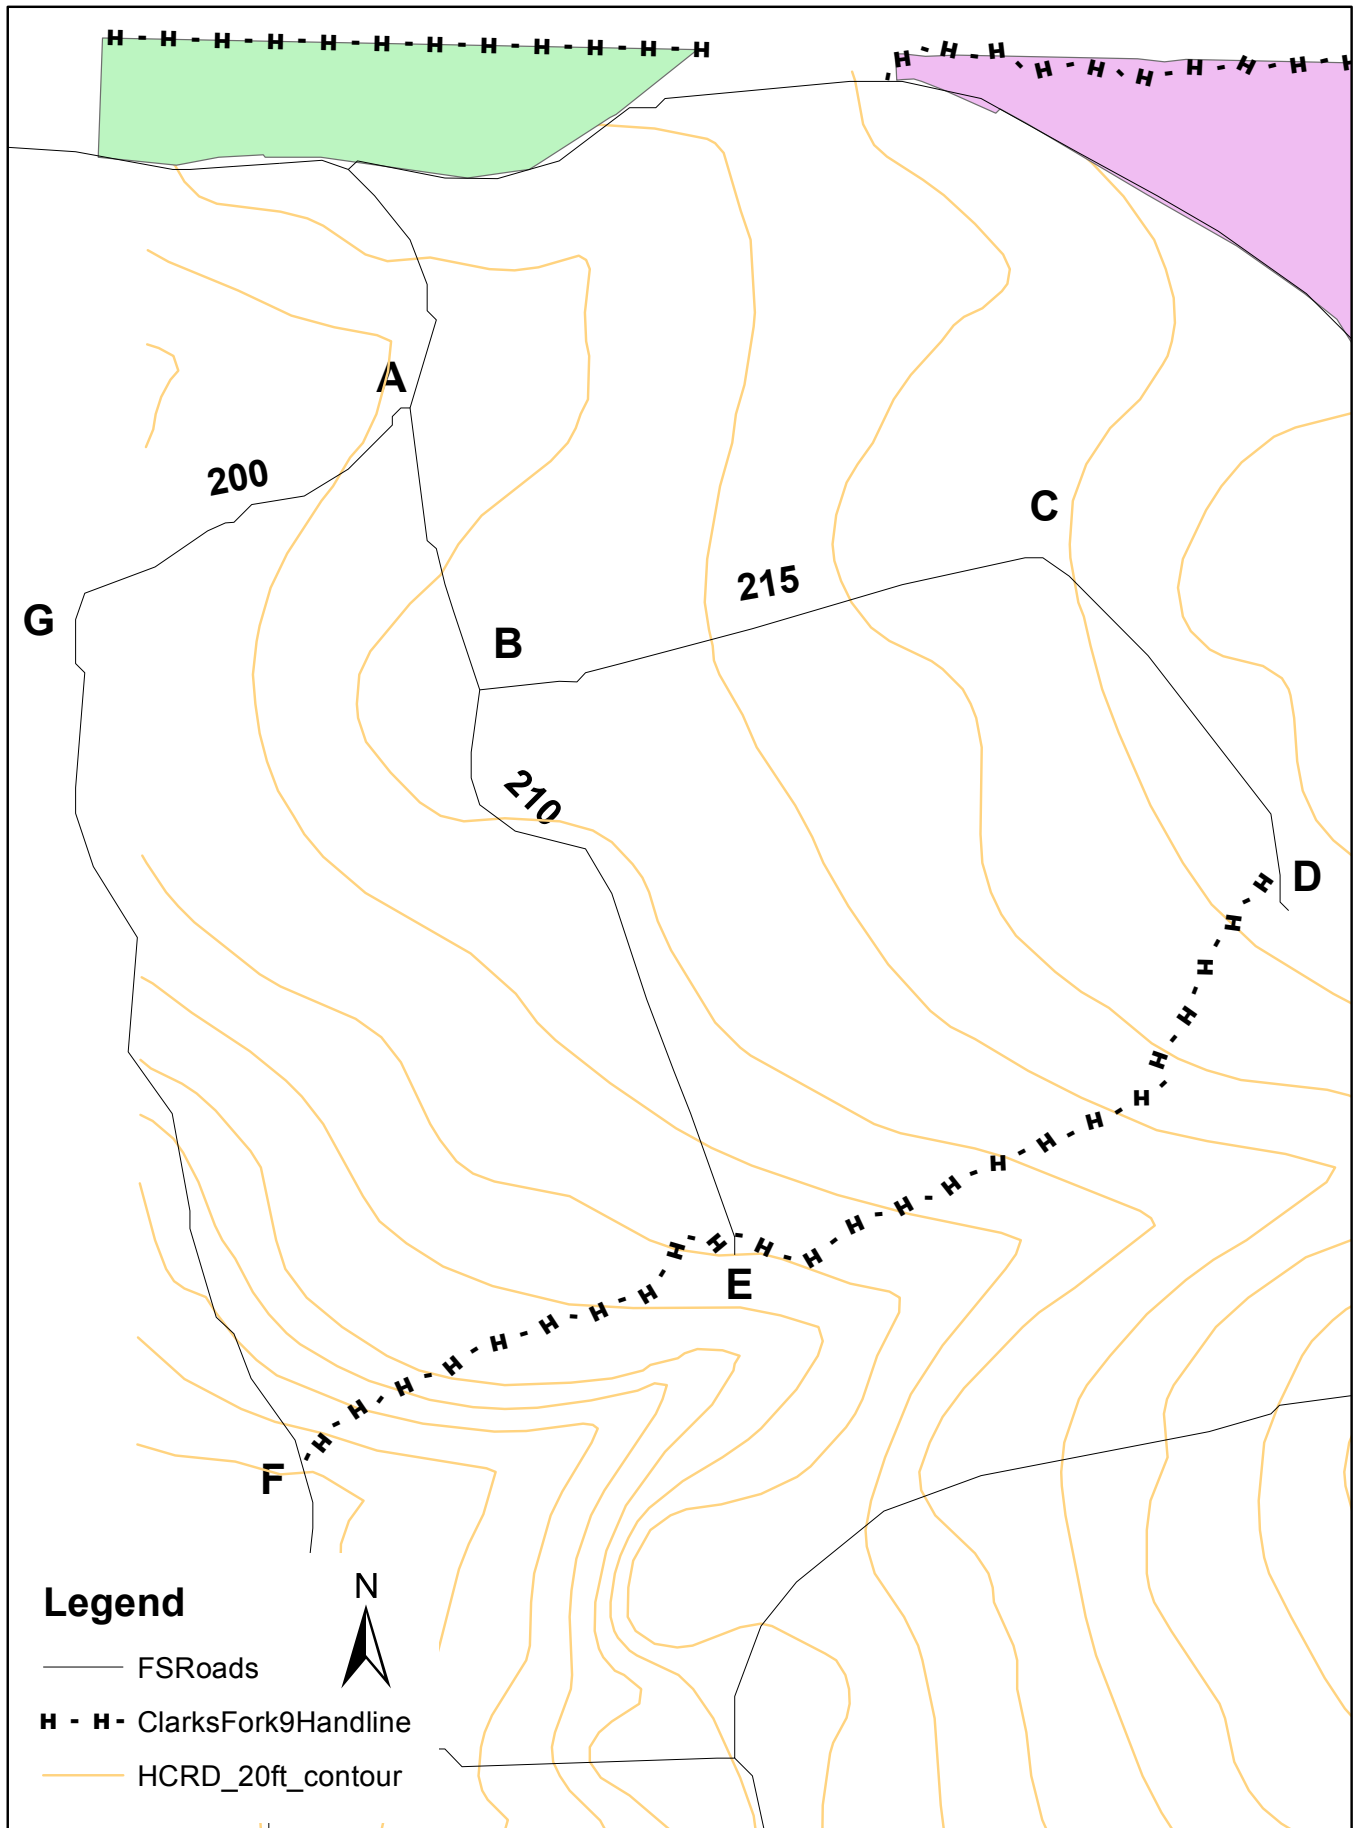 H - H - H - H - H - H - H - H - H - H - H - H
H - H - H - H - H - H - H - H - H - H
A
200
C
215
G
B
210
D
H - H - H - H - H - H - H - H - H - H - H - H - H - H - H - H - H - H - H - H - H - H - H - H
E
F
N
Legend
FSRoads
H - H - ClarksFork9Handline
HCRD_20ft_contour